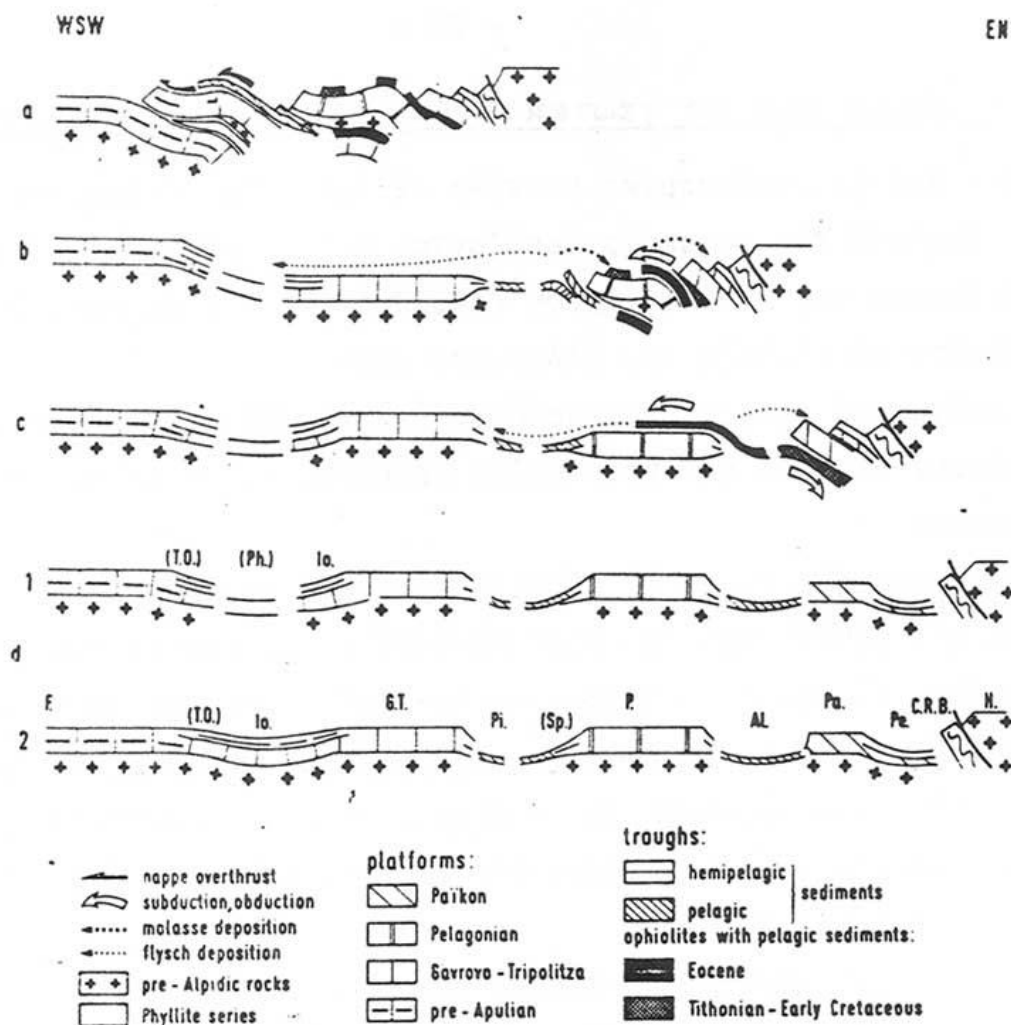 WSW EN
a
b
c
(T.O.) (Ph.) Io.
1
d
F. (T.O.) Io. G.T. Pi. (Sp.) P. Al. Pa. Pe. C.R.B. N.
2
nappe overthrust
subduction, obduction
molasse deposition
flysch deposition
pre-Alpidic rocks
Phyllite series
platforms:
Païkon
Pelagonian
Gavrovo-Tripolitza
pre-Apulian
troughs:
hemipelagic
sediments
pelagic
ophiolites with pelagic sediments:
Eocene
Tithonian-Early Cretaceous